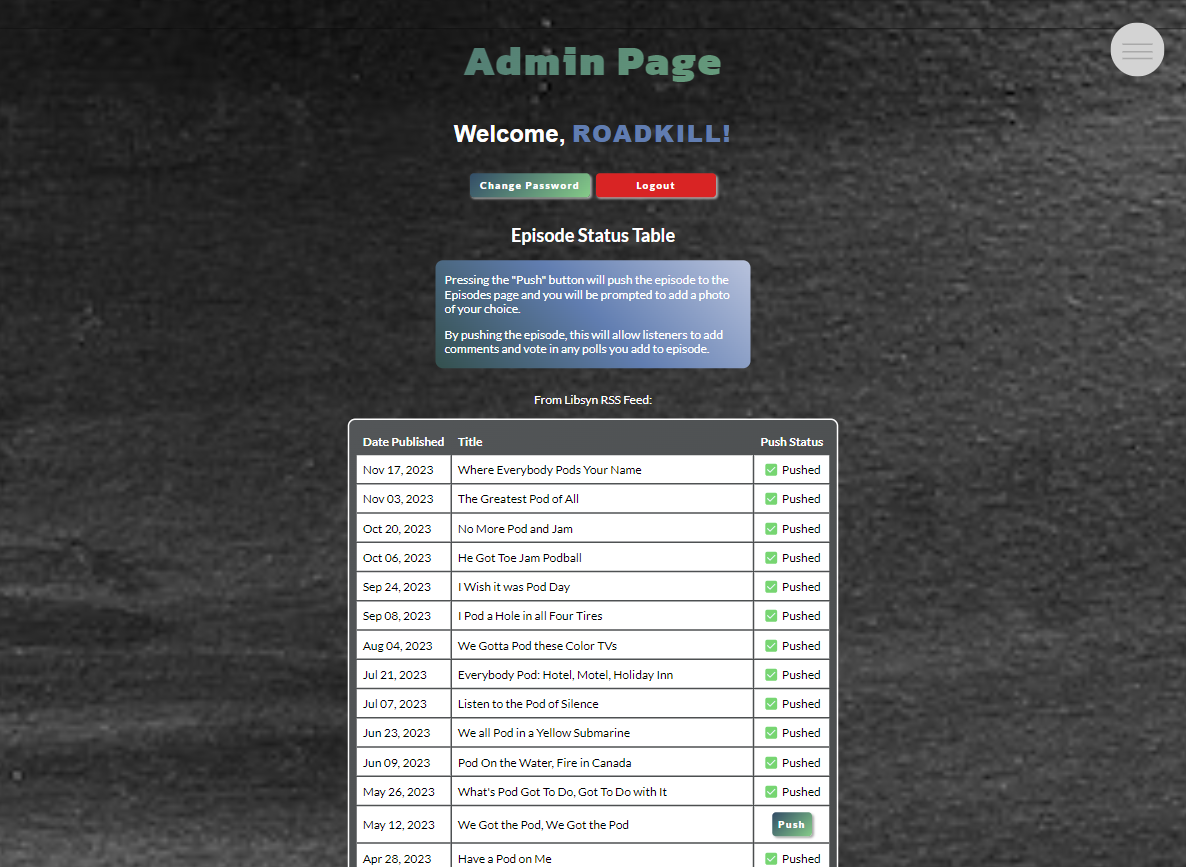 Admin Page
Welcome, ROADKILL!
Change Password Logout
Episode Status Table
Pressing the "Push" button will push the episode to the
Episodes page and you will be prompted to add a photo
of your choice.
By pushing the episode, this will allow listeners to add
comments and vote in any polls you add to episode.
From Libsyn RSS Feed:
Date Published Title Push Status
Nov 17, 2023 Where Everybody Pods Your Name Pushed
Nov 03, 2023 The Greatest Pod of All Pushed
Oct 20, 2023 No More Pod and Jam Pushed
Oct 06, 2023 He Got Toe Jam Podball Pushed
Sep 24, 2023 I Wish it was Pod Day Pushed
Sep 08, 2023 I Pod a Hole in all Four Tires Pushed
Aug 04, 2023 We Gotta Pod these Color TVs Pushed
Jul 21, 2023 Everybody Pod: Hotel, Motel, Holiday Inn Pushed
Jul 07, 2023 Listen to the Pod of Silence Pushed
Jun 23, 2023 We all Pod in a Yellow Submarine Pushed
Jun 09, 2023 Pod On the Water, Fire in Canada Pushed
May 26, 2023 What's Pod Got To Do, Got To Do with It Pushed
May 12, 2023 We Got the Pod, We Got the Pod Push
Apr 28, 2023 Have a Pod on Me Pushed